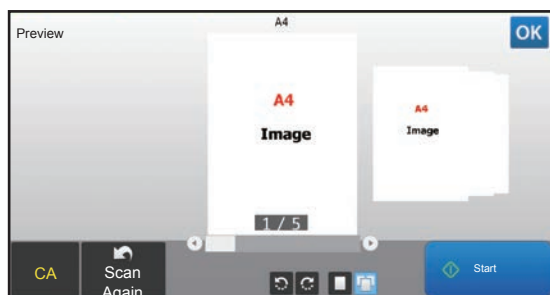 A4
Preview
OK
A4
Image
A4
Image
1 / 5
CA
Scan
Again
Start